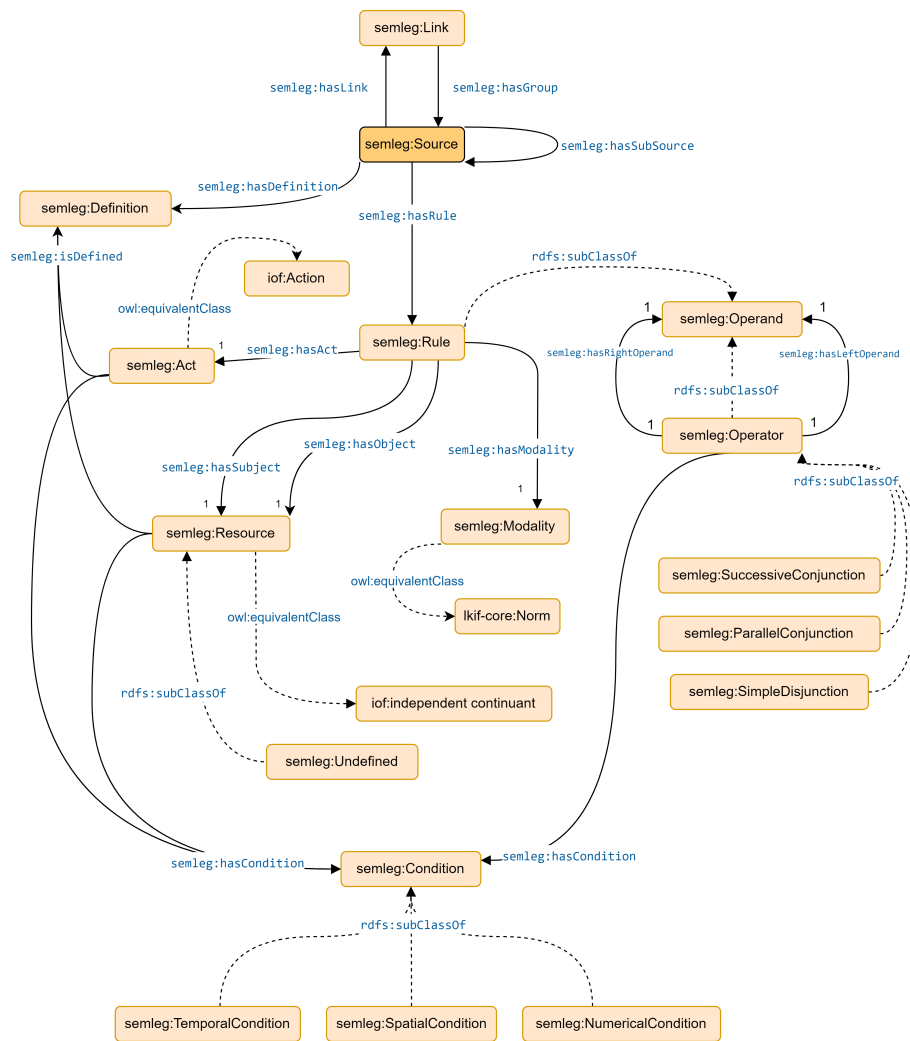 semleg:Link
semleg:hasLink
semleg:hasGroup
semleg:Source
semleg:hasSubSource
semleg:hasDefinition
semleg:Definition
semleg:hasRule
semleg:isDefined
rdfs:subClassOf
iof:Action
owl:equivalentClass
1
1
semleg:Operand
semleg:Rule
1
semleg:hasAct
semleg:hasRightOperand
semleg:hasLeftOperand
semleg:Act
rdfs:subClassOf
1
1
semleg:Operator
semleg:hasObject
semleg:hasModality
semleg:hasSubject
rdfs:subClassOf
1
1
1
semleg:Resource
semleg:Modality
semleg:SuccessiveConjunction
owl:equivalentClass
owl:equivalentClass
lkif-core:Norm
semleg:ParallelConjunction
rdfs:subClassOf
semleg:SimpleDisjunction
iof:independent continuant
semleg:Undefined
semleg:hasCondition
semleg:hasCondition
semleg:Condition
rdfs:subClassOf
semleg:TemporalCondition
semleg:SpatialCondition
semleg:NumericalCondition